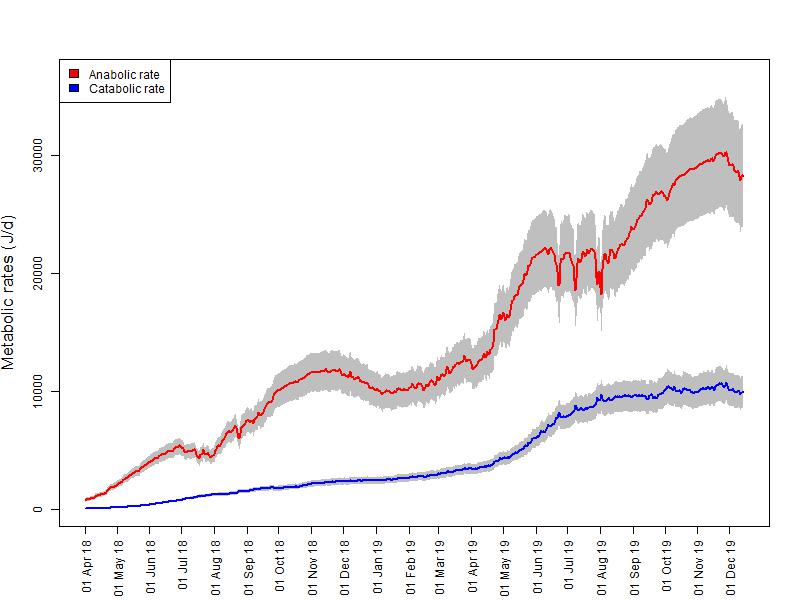 Anabolic rate
Catabolic rate
Metabolic rates (J/d)
30000
20000
10000
0
01 Apr 18
01 May 18
01 Jun 18
01 Jul 18
01 Aug 18
01 Sep 18
01 Oct 18
01 Nov 18
01 Dec 18
01 Jan 19
01 Feb 19
01 Mar 19
01 Apr 19
01 May 19
01 Jun 19
01 Jul 19
01 Aug 19
01 Sep 19
01 Oct 19
01 Nov 19
01 Dec 19